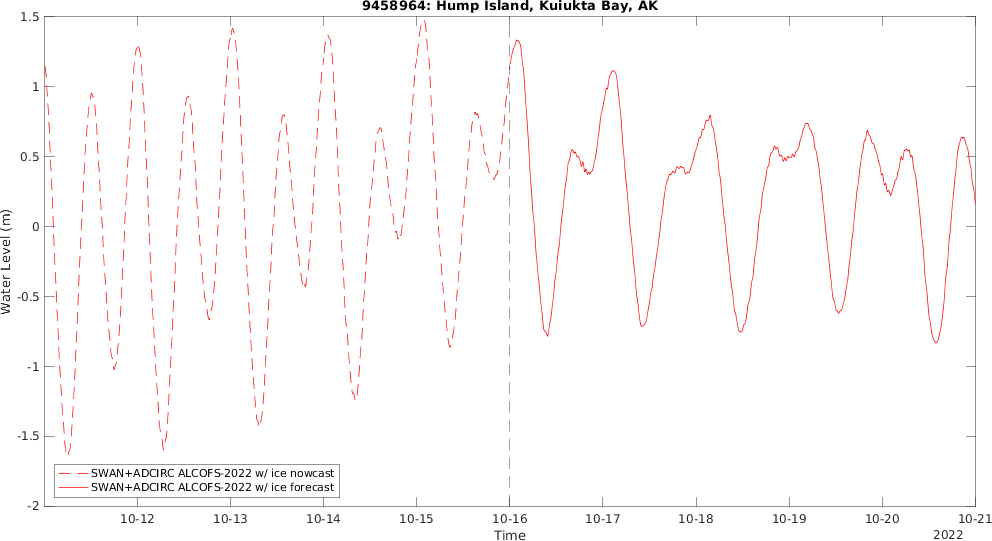 9458964: Hump Island, Kuiukta Bay, AK
1.5
1
0.5
0
-0.5
-1
-1.5
-2
Water Level (m)
SWAN+ADCIRC ALCOFS-2022 w/ ice nowcast
SWAN+ADCIRC ALCOFS-2022 w/ ice forecast
10-12 10-13 10-14 10-15 10-16 10-17 10-18 10-19 10-20 10-21
Time
2022